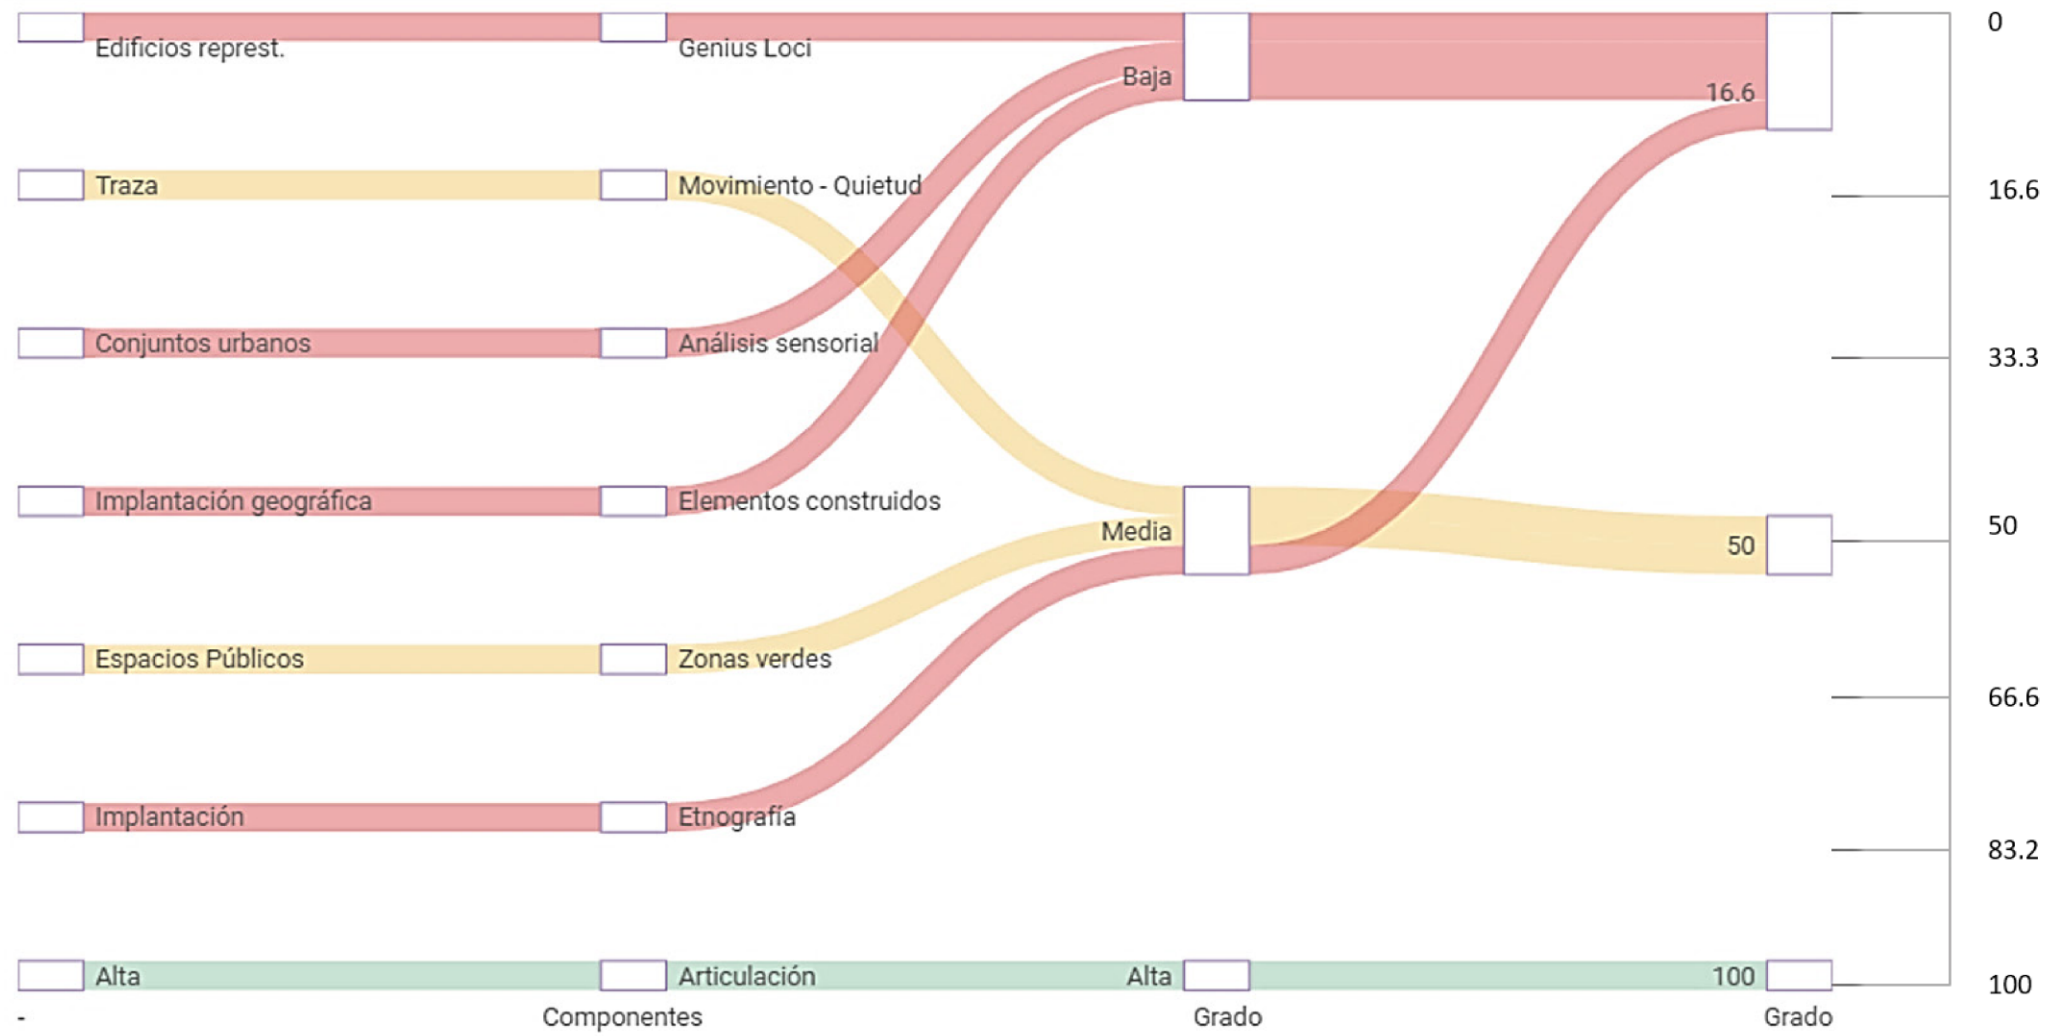 Edificios represt.
Genius Loci
Baja
16.6
0
Traza
Movimiento - Quietud
16.6
Conjuntos urbanos
Análisis sensorial
33.3
Implantación geográfica
Elementos construidos
Media
50
50
Espacios Públicos
Zonas verdes
66.6
Implantación
Etnografía
83.2
Alta
Articulación
Alta
100
100
-
Componentes
Grado
Grado